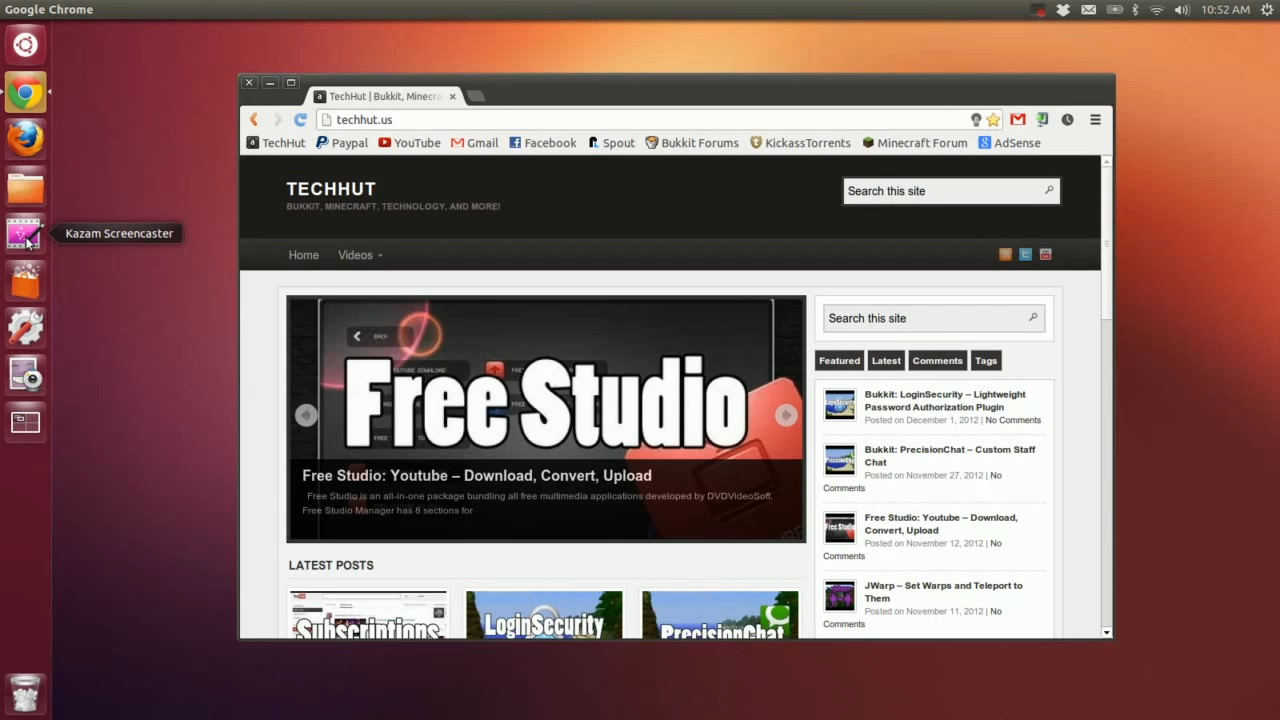 Google Chrome
10:52 AM
Kazam Screencaster
TechHut | Bukkit, Minecra
techhut.us
TechHut Paypal YouTube Gmail Facebook Spout Bukkit Forums KickassTorrents Minecraft Forum AdSense
TECHHUT
BUKKIT, MINECRAFT, TECHNOLOGY, AND MORE!
Search this site
Home Videos
BACK
Free Studio
Free Studio: Youtube – Download, Convert, Upload
Free Studio is an all-in-one package bundling all free multimedia applications developed by DVDVideoSoft.
Free Studio Manager has 8 sections for
LATEST POSTS
Subscriptions
LoginSecurity
PrecisionChat
Search this site
Featured Latest Comments Tags
Bukkit: LoginSecurity – Lightweight
Password Authorization Plugin
Posted on December 1, 2012 | No Comments
Bukkit: PrecisionChat – Custom Staff
Chat
Posted on November 27, 2012 | No
Comments
Free Studio: Youtube – Download,
Convert, Upload
Posted on November 12, 2012 | No
Comments
JWarp – Set Warps and Teleport to
Them
Posted on November 11, 2012 | No
Comments